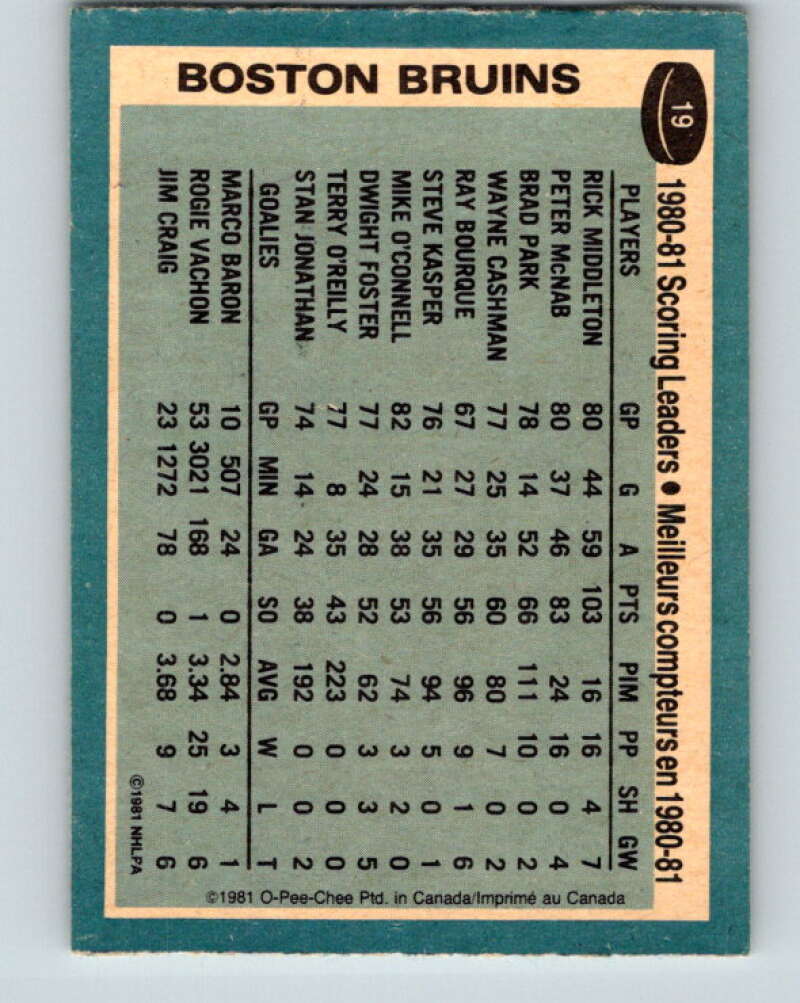 BOSTON BRUINS
19
1980-81 Scoring Leaders • Meilleurs compteurs en 1980-81
PLAYERS GP G A PTS PIM PP SH GW
RICK MIDDLETON 80 44 59 103 16 16 4 7
PETER McNAB 80 37 46 83 24 16 0 4
BRAD PARK 78 14 52 66 111 10 0 2
WAYNE CASHMAN 77 25 35 60 80 7 0 2
RAY BOURQUE 67 27 29 56 96 9 1 6
STEVE KASPER 76 21 35 56 94 5 0 1
MIKE O'CONNELL 82 15 38 53 74 3 2 0
DWIGHT FOSTER 77 24 28 52 62 3 3 5
TERRY O'REILLY 77 8 35 43 223 0 0 0
STAN JONATHAN 74 14 24 38 192 0 0 2
GOALIES GP MIN GA SO AVG W L T
MARCO BARON 10 507 24 0 2.84 3 4 1
ROGIE VACHON 53 3021 168 1 3.34 25 19 6
JIM CRAIG 23 1272 78 0 3.68 9 7 6
©1981 NHLPA
©1981 O-Pee-Chee Ptd. in Canada/Imprimé au Canada